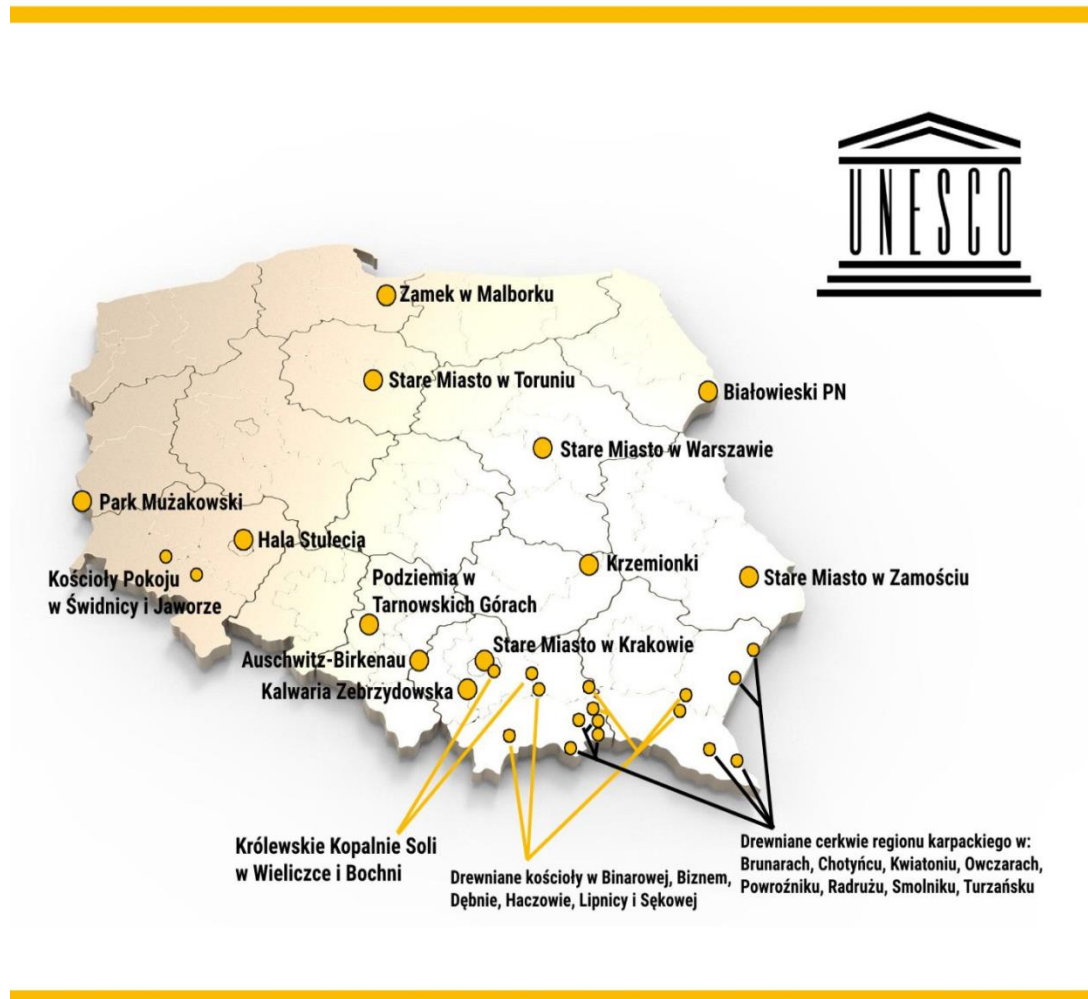 UNESCO
Zamek w Malborku
Stare Miasto w Toruniu
Białowieski PN
Stare Miasto w Warszawie
Park Mużakowski
Hala Stulecia
Kościoły Pokoju
w Świdnicy i Jaworze
Podziemia w
Tarnowskich Górach
Krzemionki
Stare Miasto w Zamościu
Stare Miasto w Krakowie
Auschwitz-Birkenau
Kalwaria Zebrzydowska
Królewskie Kopalnie Soli
w Wieliczce i Bochni
Drewniane kościoły w Binarowej, Biznem,
Dębnie, Haczowie, Lipnicy i Sękowej
Drewniane cerkwie regionu karpackiego w:
Brunarach, Chotyńcu, Kwiatoniu, Owczarach,
Powroźniku, Radrużu, Smolniku, Turzańsku